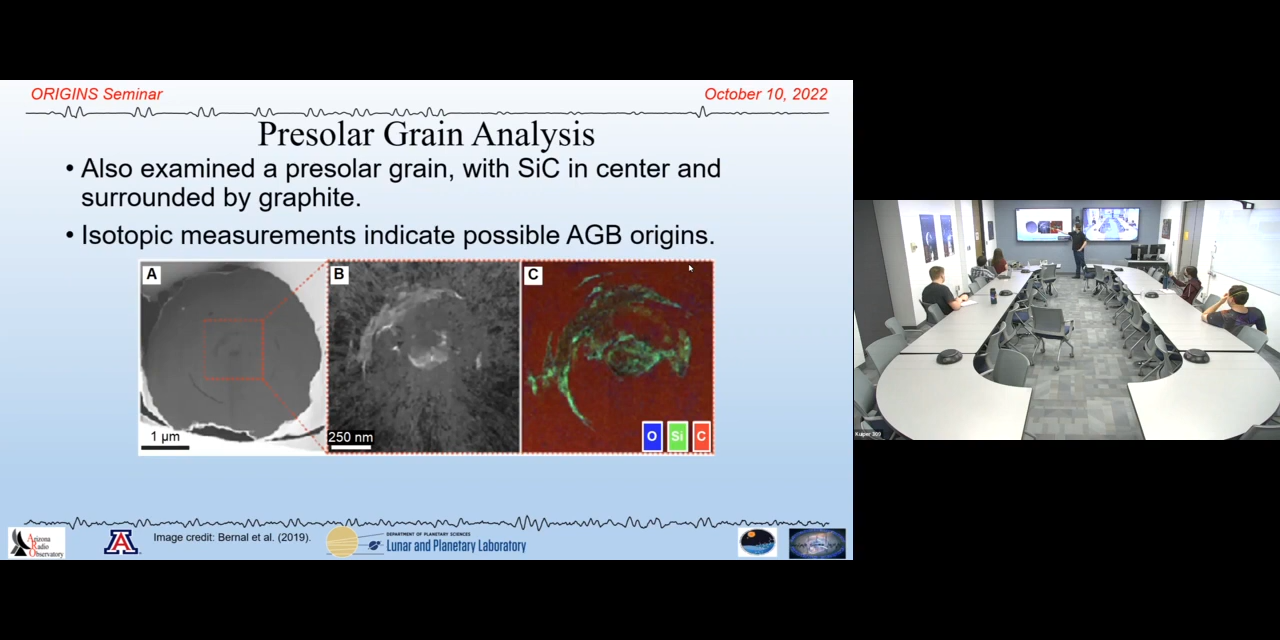 ORIGINS Seminar
October 10, 2022
Presolar Grain Analysis
• Also examined a presolar grain, with SiC in center and
surrounded by graphite.
• Isotopic measurements indicate possible AGB origins.
A
B
C
1 µm
250 nm
O Si C
Arizona
Radio
Observatory
A
Image credit: Bernal et al. (2019).
DEPARTMENT OF PLANETARY SCIENCES
Lunar and Planetary Laboratory
Kuiper 309